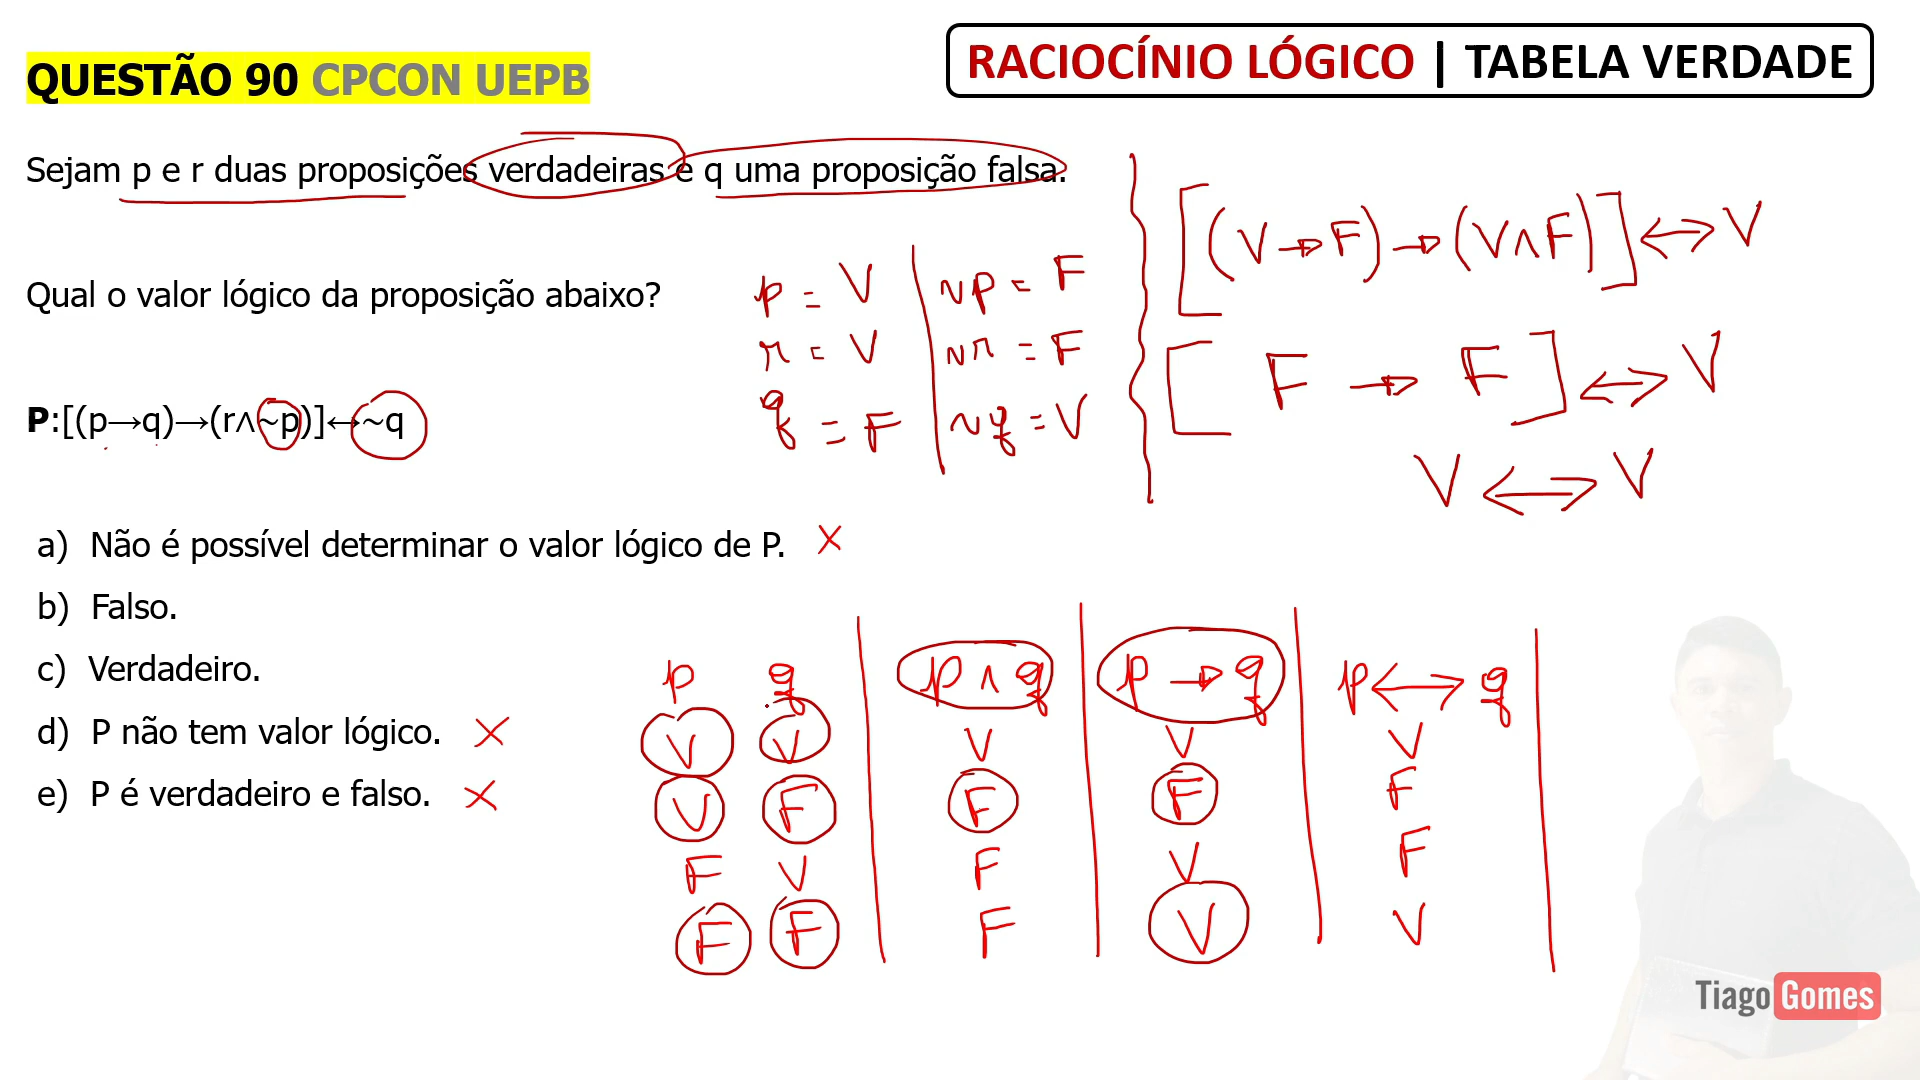 QUESTÃO 90 CPCON UEPB
RACIOCÍNIO LÓGICO | TABELA VERDADE
Sejam p e r duas proposições verdadeiras e q uma proposição falsa.
Qual o valor lógico da proposição abaixo?
P:[(p→q)→(r∧~p)]↔~q
a) Não é possível determinar o valor lógico de P. X
b) Falso.
c) Verdadeiro.
d) P não tem valor lógico. X
e) P é verdadeiro e falso. X
p = V | ~p = F
r = V | ~r = F
q = F | ~q = V
[(V→F)→(V∧F)]↔V
[F→F]↔V
V↔V
p q | p∧q | p→q | p↔q
V V | V | V | V
V F | F | F | F
F V | F | V | F
F F | F | V | V
Tiago Gomes